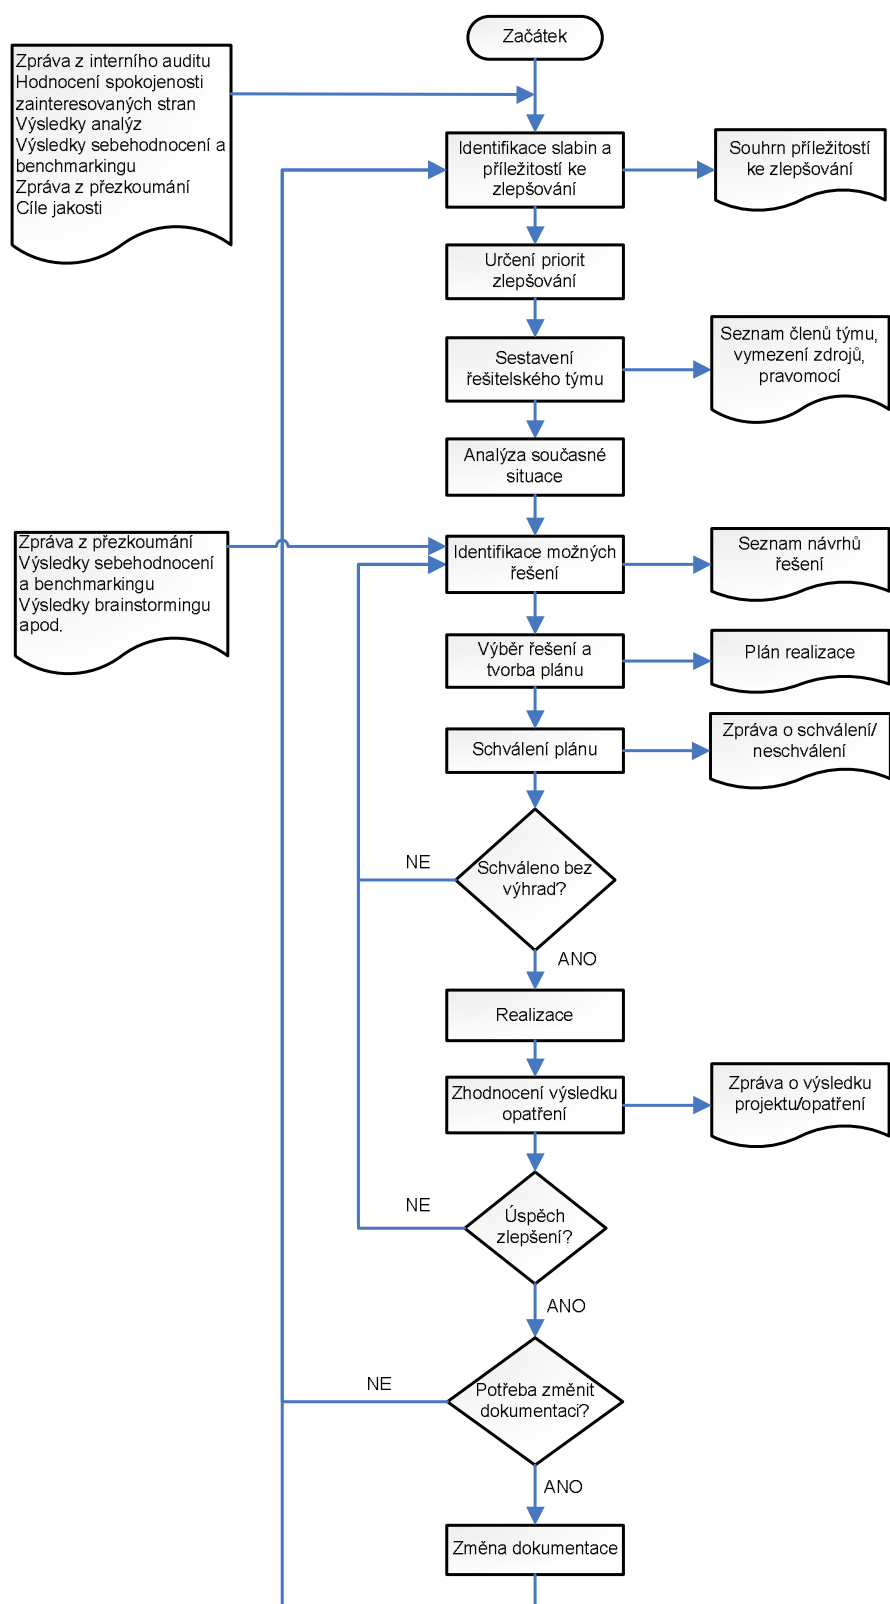 Začátek
Zpráva z interního auditu
Hodnocení spokojenosti
zainteresovaných stran
Výsledky analýz
Výsledky sebehodnocení a
benchmarkingu
Zpráva z přezkoumání
Cíle jakosti
Identifikace slabin a
příležitostí ke
zlepšování
Souhrn příležitostí
ke zlepšování
Určení priorit
zlepšování
Sestavení
řešitelského týmu
Seznam členů týmu,
vymezení zdrojů,
pravomocí
Analýza současné
situace
Zpráva z přezkoumání
Výsledky sebehodnocení
a benchmarkingu
Výsledky brainstormingu
apod.
Identifikace možných
řešení
Seznam návrhů
řešení
Výběr řešení a
tvorba plánu
Plán realizace
Schválení plánu
Zpráva o schválení/
neschválení
NE
Schváleno bez
výhrad?
ANO
Realizace
Zhodnocení výsledku
opatření
Zpráva o výsledku
projektu/opatření
NE
Úspěch
zlepšení?
ANO
NE
Potřeba změnit
dokumentaci?
ANO
Změna dokumentace